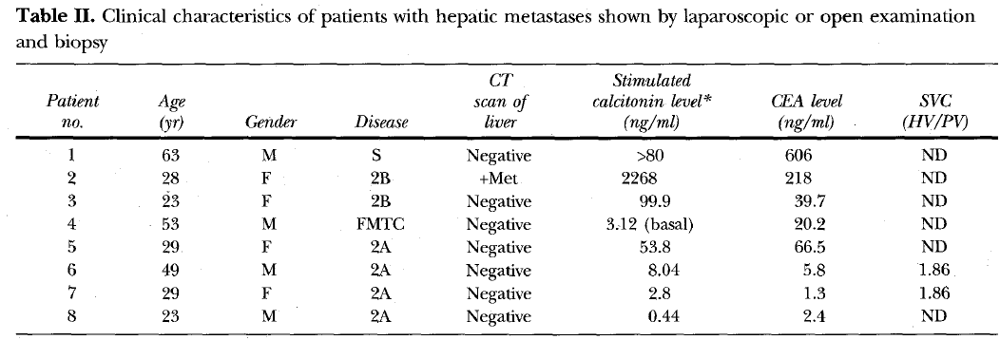 Table II. Clinical characteristics of patients with hepatic metastases shown by laparoscopic or open examination
and biopsy
CT Stimulated
Patient Age scan of calcitonin level* CEA level SVC
no. (yr) Gender Disease liver (ng/ml) (ng/ml) (HV/PV)
1 63 M S Negative >80 606 ND
2 28 F 2B +Met 2268 218 ND
3 23 F 2B Negative 99.9 39.7 ND
4 53 M FMTC Negative 3.12 (basal) 20.2 ND
5 29 F 2A Negative 53.8 66.5 ND
6 49 M 2A Negative 8.04 5.8 1.86
7 29 F 2A Negative 2.8 1.3 1.86
8 23 M 2A Negative 0.44 2.4 ND